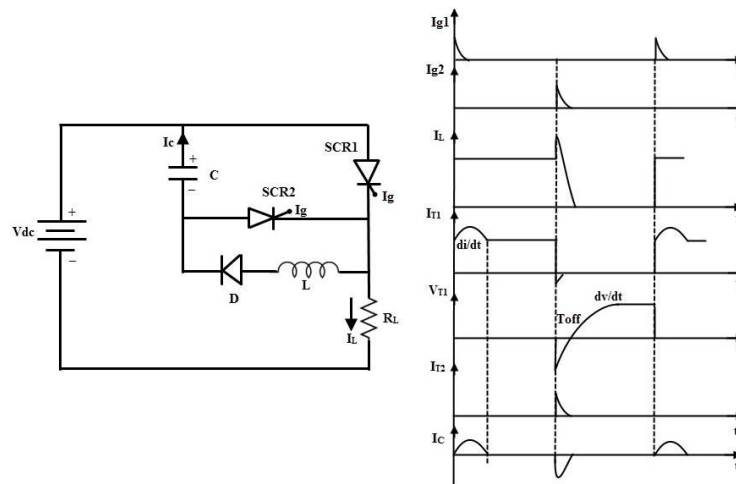 Ic
+
C
−
SCR1
Ig
SCR2
Ig
+
Vdc
−
D
L
RL
IL
Ig1
Ig2
IL
IT1
di/dt
VT1
dv/dt
Toff
IT2
IC
t
t